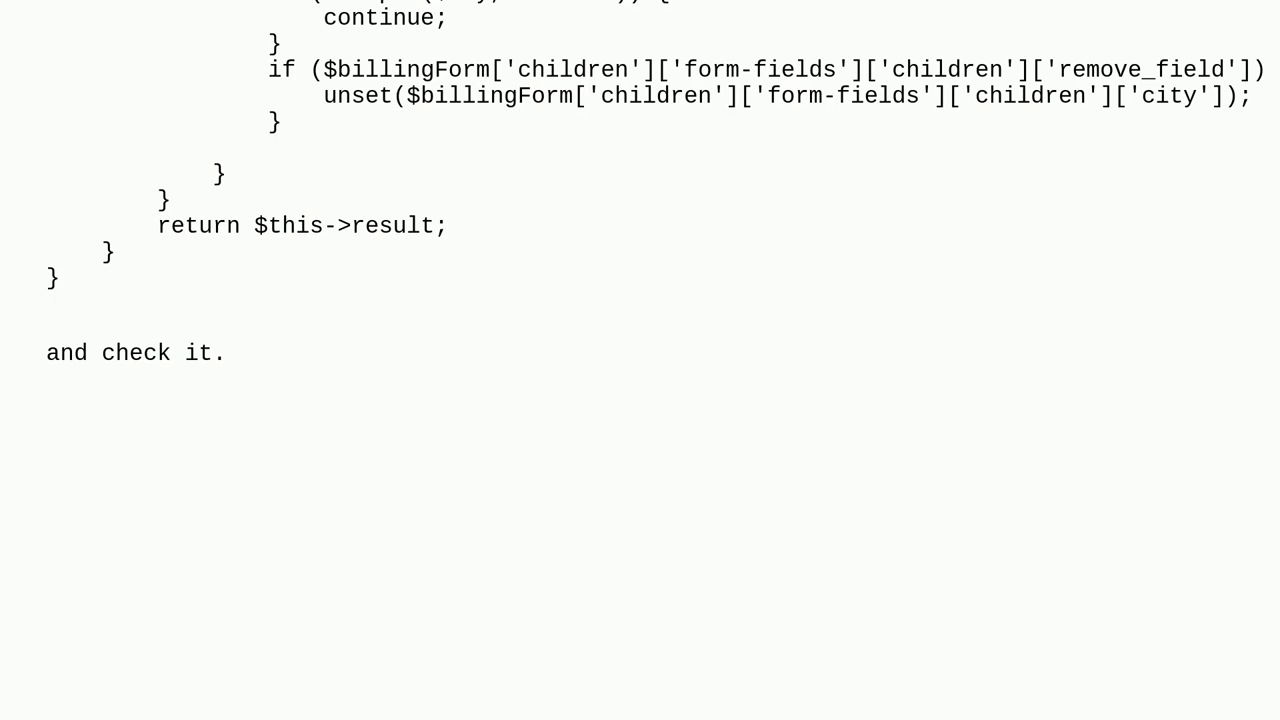 continue;
}
if ($billingForm['children']['form-fields']['children']['remove_field'])
unset($billingForm['children']['form-fields']['children']['city']);
}
}
}
return $this->result;
}
}
and check it.